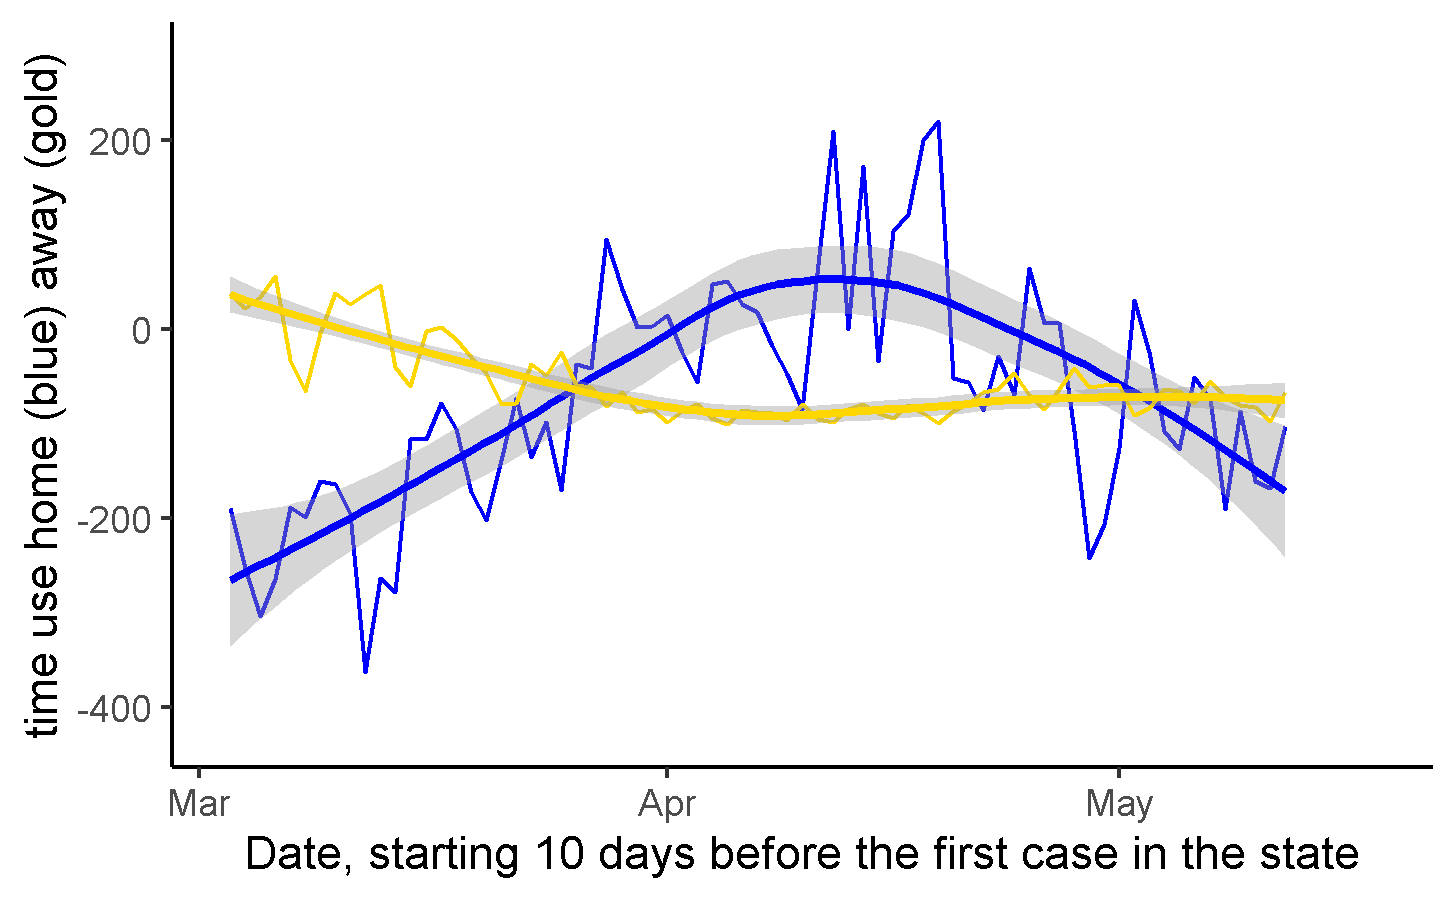 time use home (blue) away (gold)
200
0
-200
-400
Mar
Apr
May
Date, starting 10 days before the first case in the state